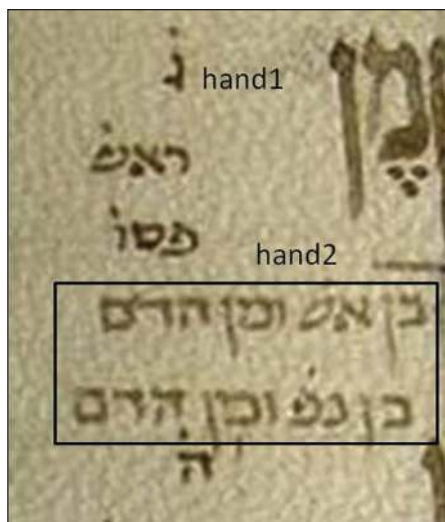 גׄ hand1
מֶן
ראשׄ
פסוׄ
hand2
בן אשׄ ומן הדם
בן נפׄ ומן הדם
הׄ